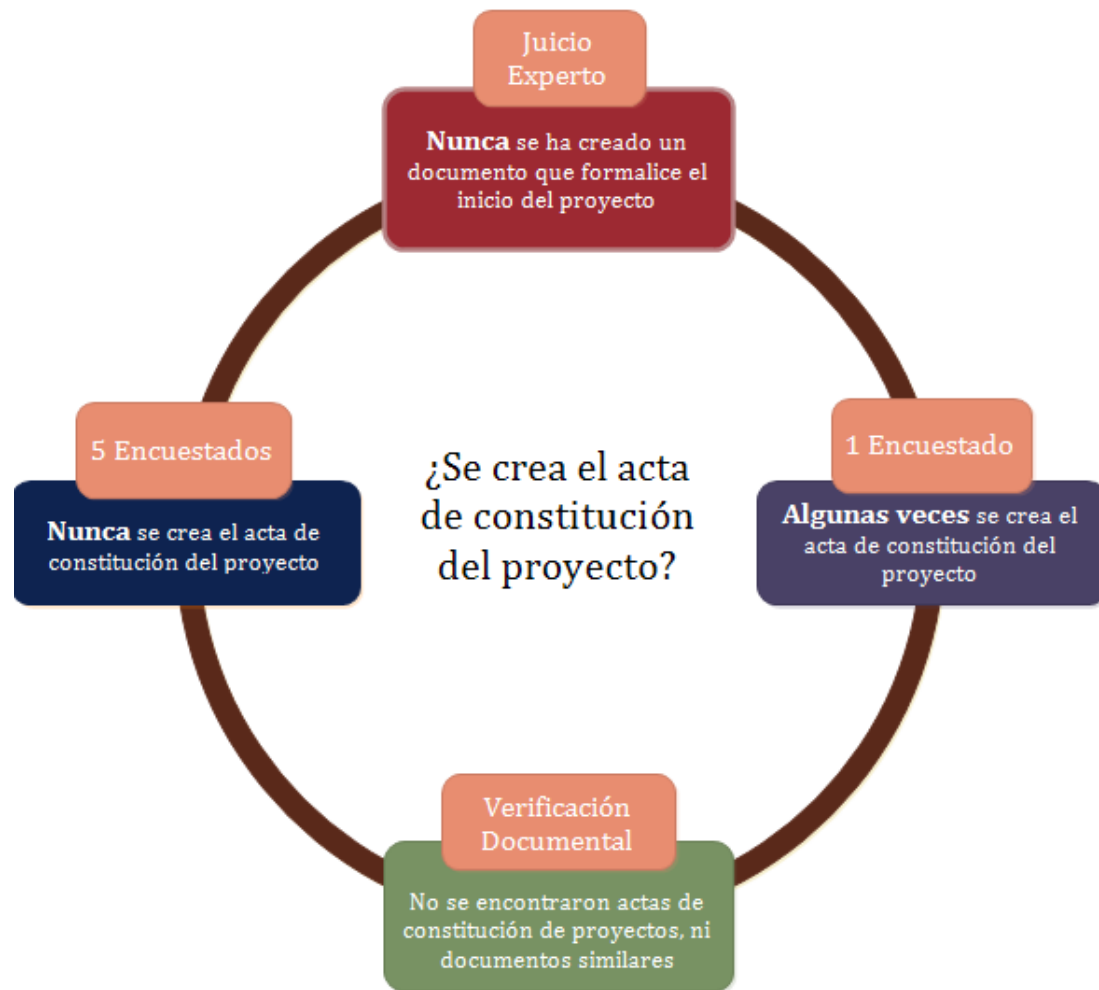 Juicio
Experto
Nunca se ha creado un
documento que formalice el
inicio del proyecto
5 Encuestados
Nunca se crea el acta de
constitución del proyecto
¿Se crea el acta
de constitución
del proyecto?
1 Encuestado
Algunas veces se crea el
acta de constitución del
proyecto
Verificación
Documental
No se encontraron actas de
constitución de proyectos, ni
documentos similares